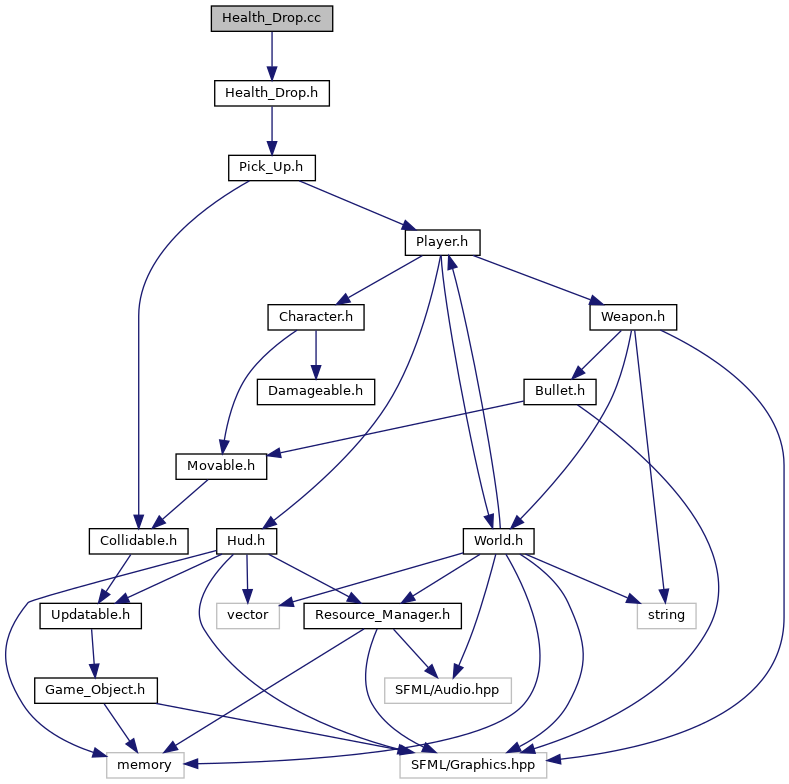 Health_Drop.cc
Health_Drop.h
Pick_Up.h
Player.h
Character.h
Weapon.h
Damageable.h
Bullet.h
Movable.h
Collidable.h
Hud.h
World.h
Updatable.h
vector
Resource_Manager.h
string
Game_Object.h
SFML/Audio.hpp
memory
SFML/Graphics.hpp